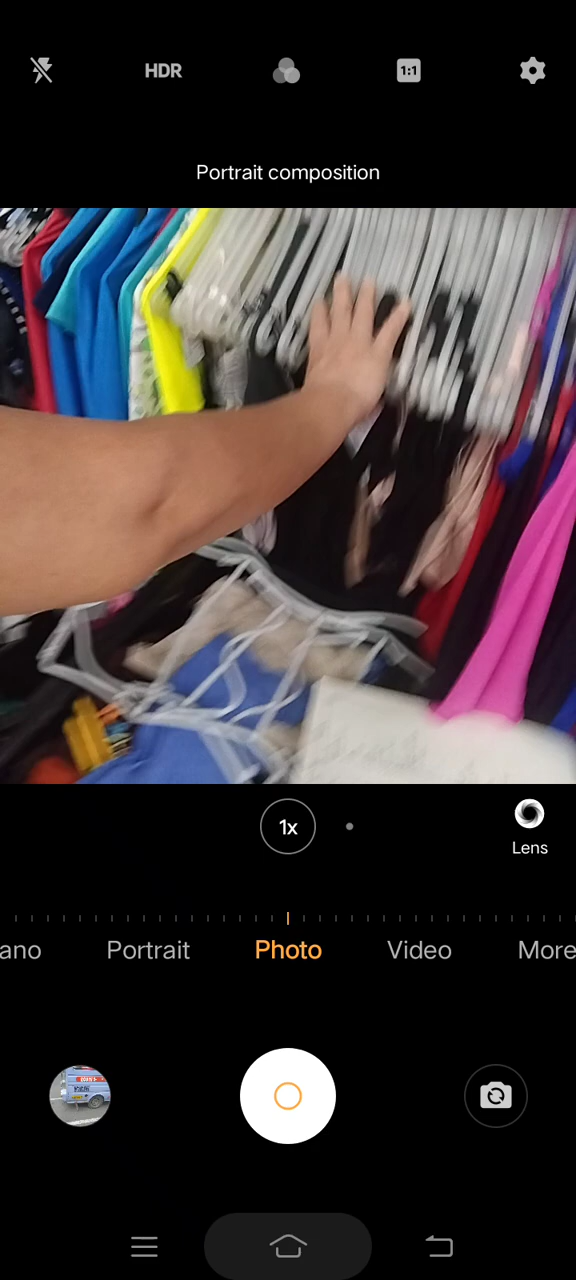 HDR
1:1
Portrait composition
1x
Lens
ano
Portrait
Photo
Video
More